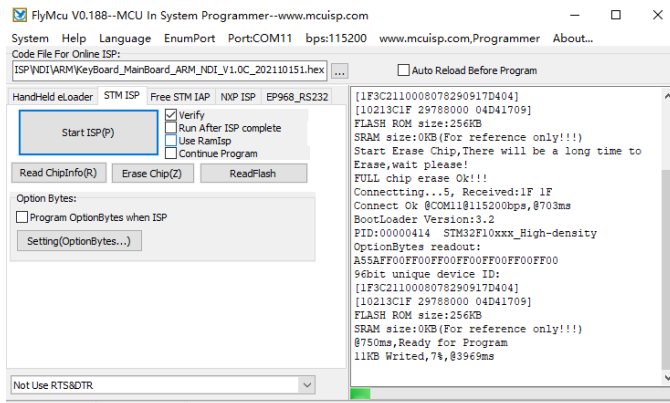 FlyMcu V0.188--MCU In System Programmer--www.mcuisp.com
System Help Language EnumPort Port:COM11 bps:115200 www.mcuisp.com,Programmer About...
Code File For Online ISP:
ISP\NDI\ARM\KeyBoard_MainBoard_ARM_NDI_V1.0C_202110151.hex ... Auto Reload Before Program
HandHeld eLoader STM ISP Free STM IAP NXP ISP EP968_RS232
Start ISP(P)
Verify
Run After ISP complete
Use RamIsp
Continue Program
Read ChipInfo(R) Erase Chip(Z) ReadFlash
Option Bytes:
Program OptionBytes when ISP
Setting(OptionBytes...)
Not Use RTS&DTR
[1F3C2110008078290917D404]
[10213C1F 29788000 04D41709]
FLASH ROM size:256KB
SRAM size:0KB(For reference only!!!)
Start Erase Chip,There will be a long time to
Erase,wait please!
FULL chip erase Ok!!!
Connectting...5, Received:1F 1F
Connect Ok @COM11@115200bps,@703ms
BootLoader Version:3.2
PID:00000414 STM32F10xxx_High-density
OptionBytes readout:
A55AFF00FF00FF00FF00FF00FF00FF00
96bit unique device ID:
[1F3C2110008078290917D404]
[10213C1F 29788000 04D41709]
FLASH ROM size:256KB
SRAM size:0KB(For reference only!!!)
@750ms,Ready for Program
11KB Writed,7%,@3969ms